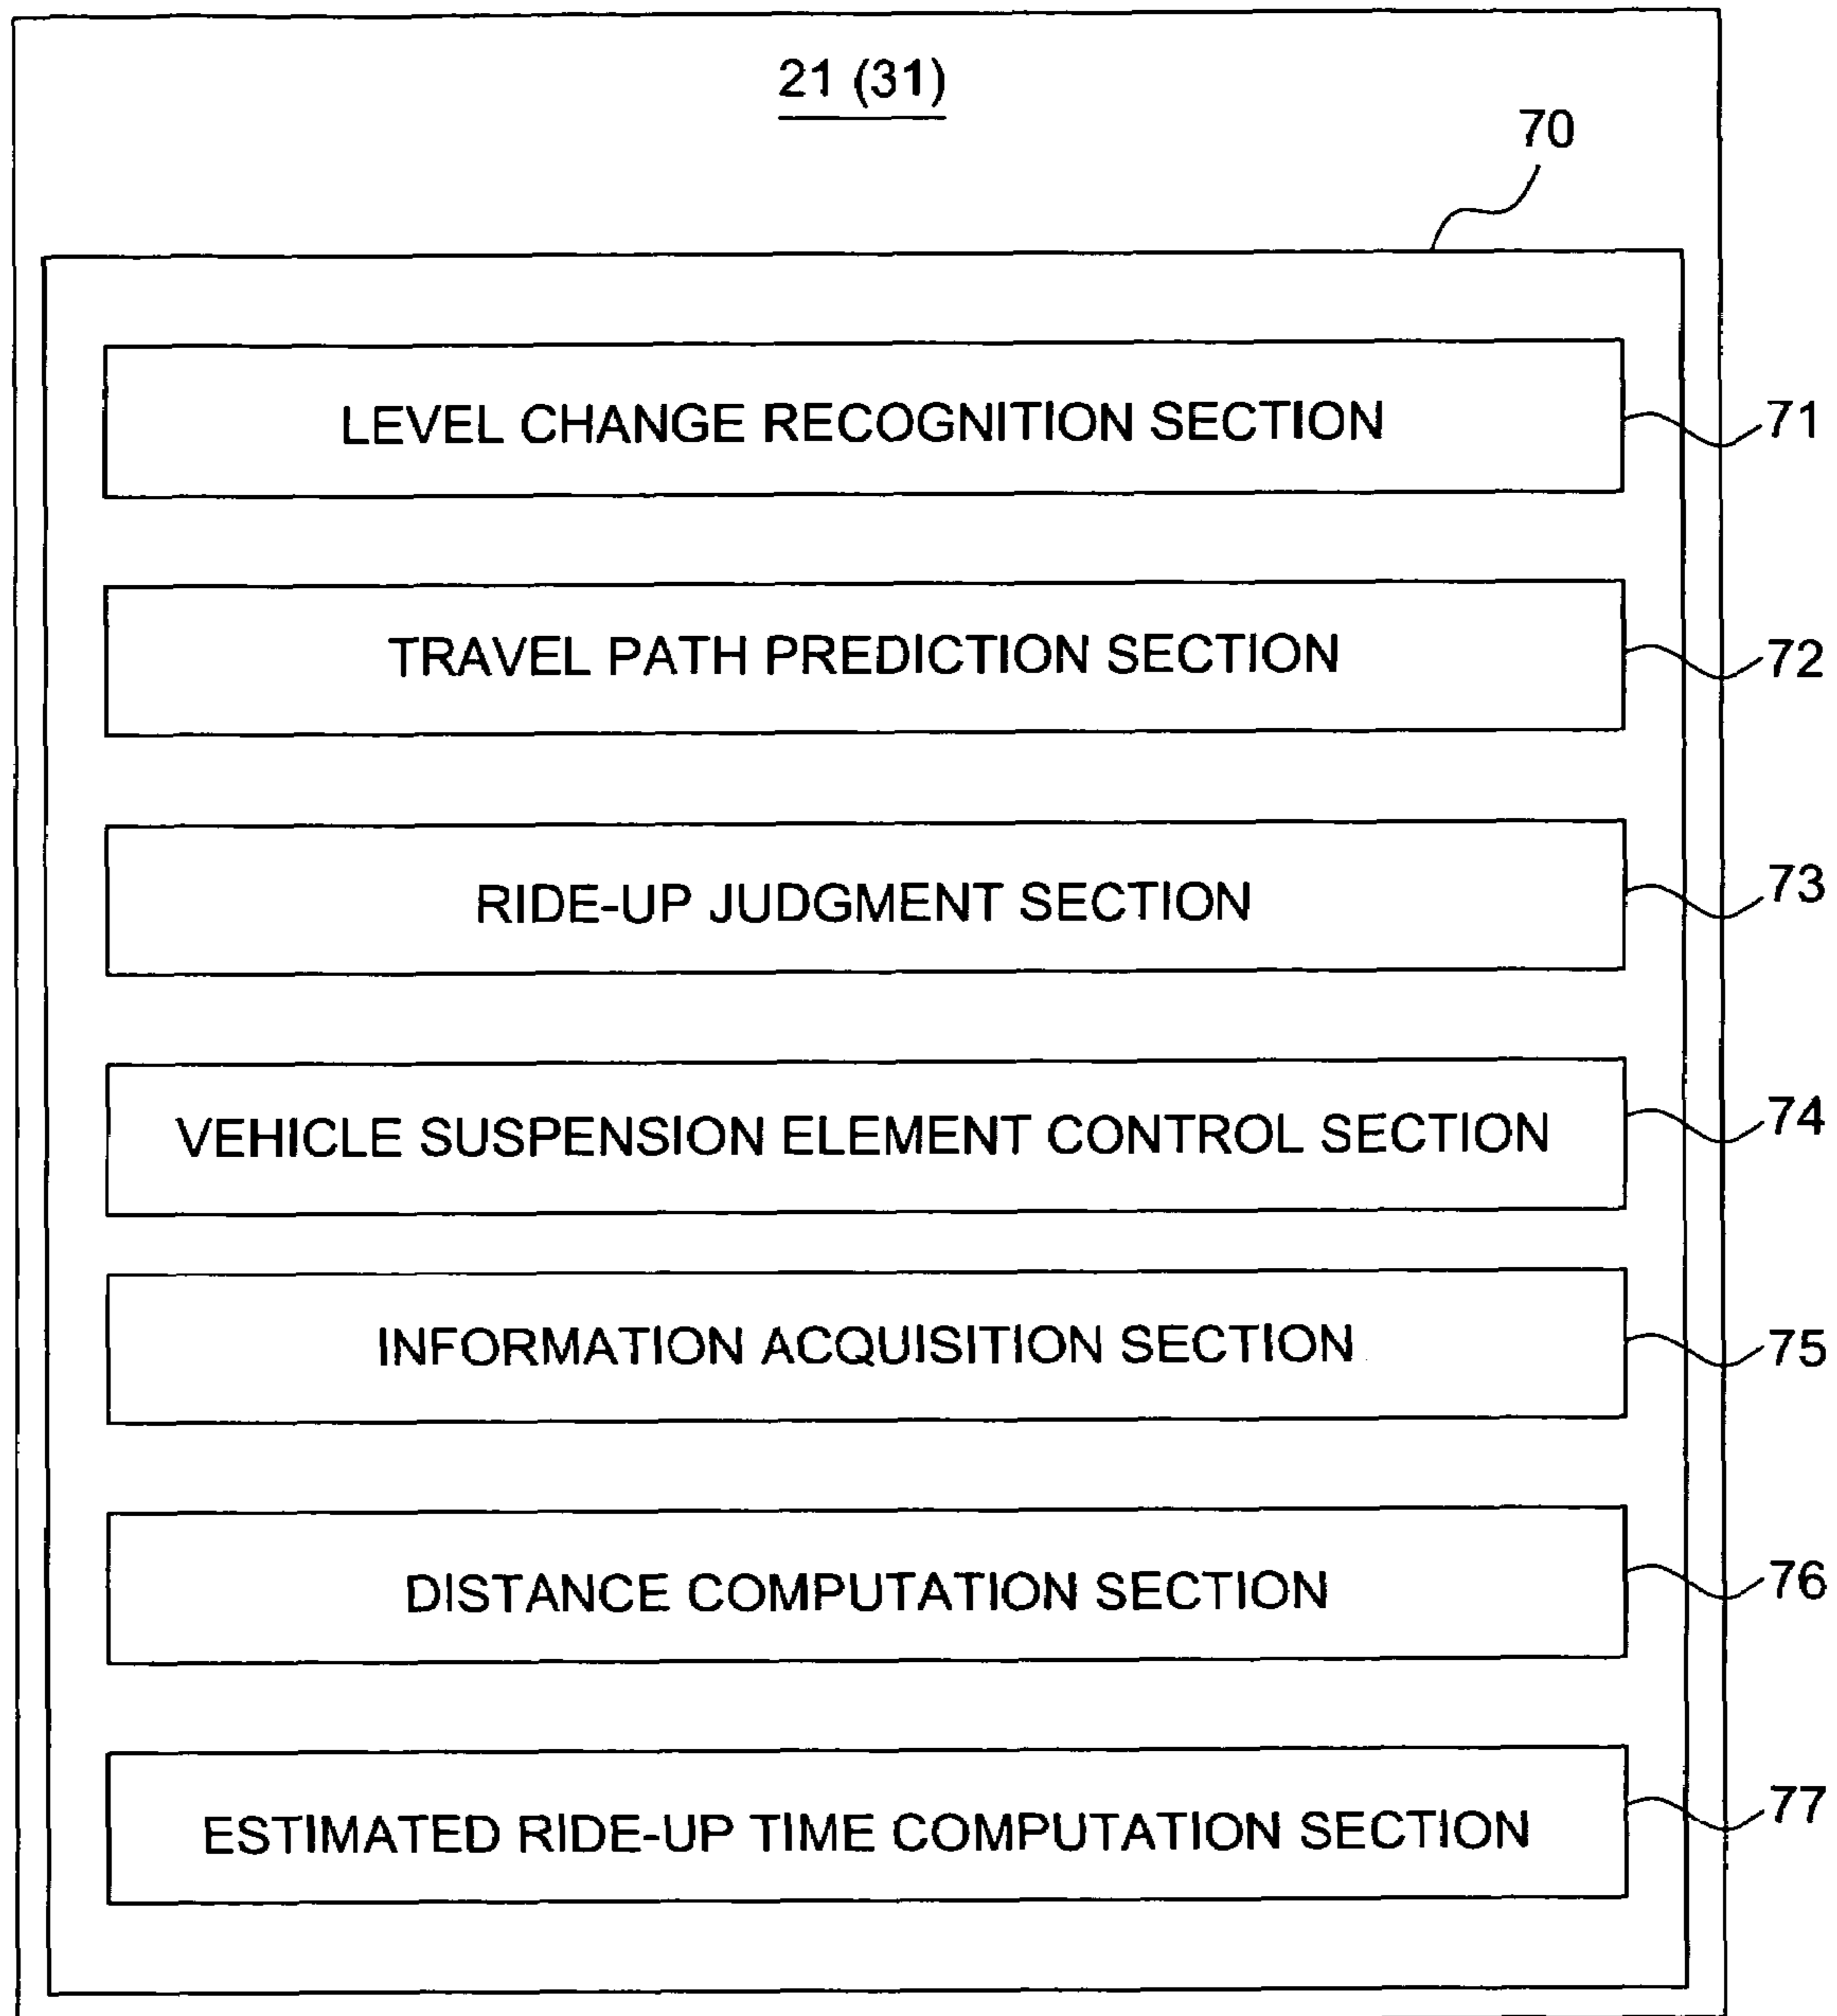 21 (31)
70
LEVEL CHANGE RECOGNITION SECTION
71
TRAVEL PATH PREDICTION SECTION
72
RIDE-UP JUDGMENT SECTION
73
VEHICLE SUSPENSION ELEMENT CONTROL SECTION
74
INFORMATION ACQUISITION SECTION
75
DISTANCE COMPUTATION SECTION
76
ESTIMATED RIDE-UP TIME COMPUTATION SECTION
77